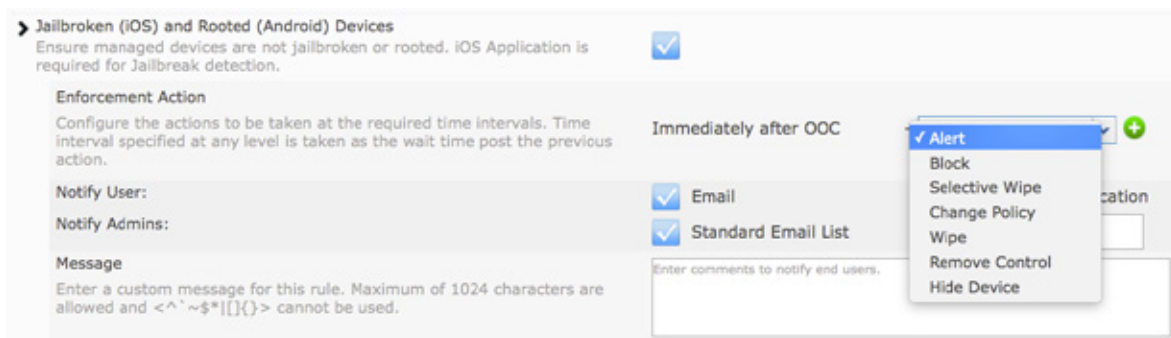 Jailbroken (iOS) and Rooted (Android) Devices
Ensure managed devices are not jailbroken or rooted. iOS Application is
required for Jailbreak detection.
Enforcement Action
Configure the actions to be taken at the required time intervals. Time
interval specified at any level is taken as the wait time post the previous
action.
Immediately after OOC
✓ Alert
Block
Selective Wipe
Change Policy
Wipe
Remove Control
Hide Device
Notify User:
Email
cation
Notify Admins:
Standard Email List
Message
Enter a custom message for this rule. Maximum of 1024 characters are
allowed and <^`~$*|[]{}> cannot be used.
Enter comments to notify end users.